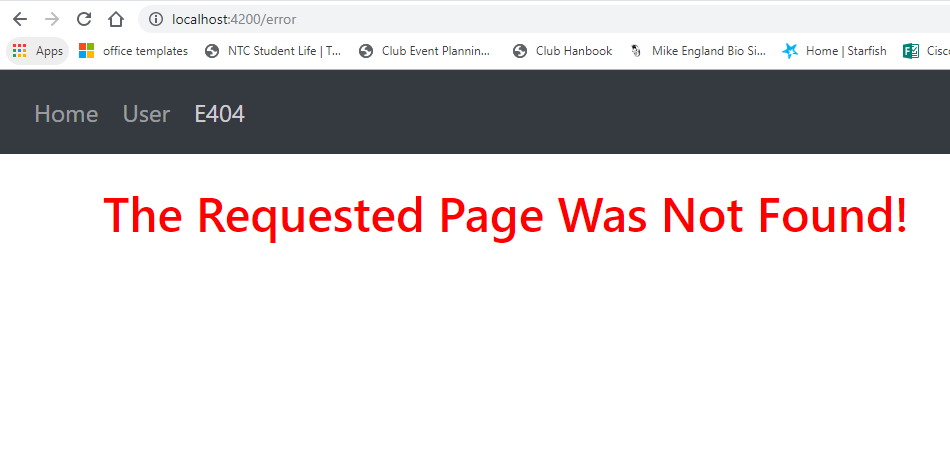 localhost:4200/error
Apps office templates NTC Student Life | T... Club Event Plannin... Club Hanbook Mike England Bio Si... Home | Starfish Cisc
Home User E404
The Requested Page Was Not Found!